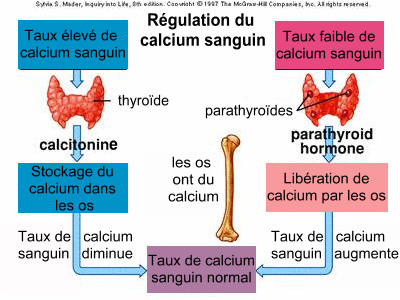 Sylvia S. Mader, Inquiry into Life, 8th edition. Copyright © 1997 The McGraw-Hill Companies, Inc. All rights reserved.
Régulation du
calcium sanguin
Taux élevé de
calcium sanguin
Taux faible de
calcium sanguin
thyroïde
parathyroïdes
calcitonine
parathyroid
hormone
les os
ont du
calcium
Stockage du
calcium dans
les os
Libération de
calcium par les os
Taux de calcium
sanguin diminue
Taux de calcium
sanguin augmente
Taux de calcium
sanguin normal